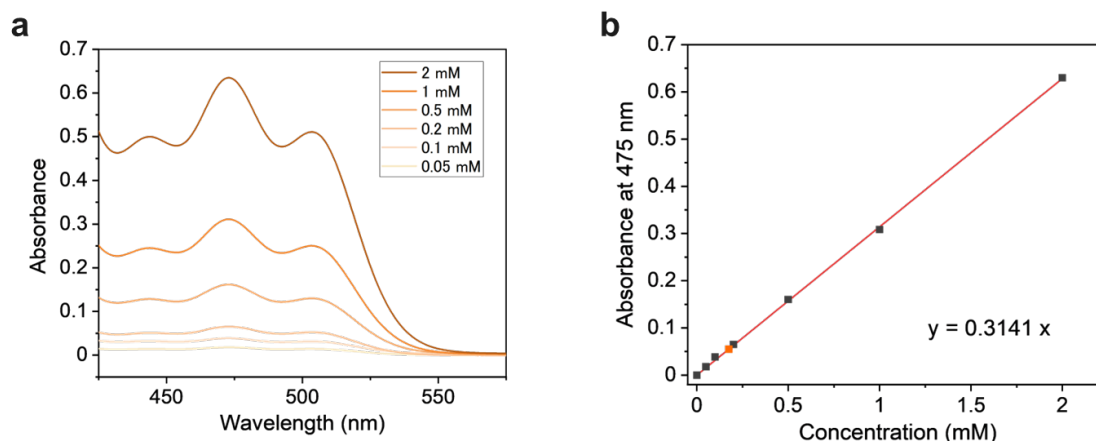 a
0.7
0.6
0.5
0.4
0.3
0.2
0.1
0
Absorbance
450
500
550
Wavelength (nm)
2 mM
1 mM
0.5 mM
0.2 mM
0.1 mM
0.05 mM
b
0.7
0.6
0.5
0.4
0.3
0.2
0.1
0
Absorbance at 475 nm
y = 0.3141 x
0
0.5
1
1.5
2
Concentration (mM)